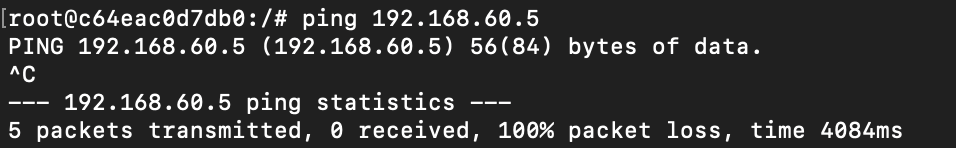 [root@c64eac0d7db0:/# ping 192.168.60.5
PING 192.168.60.5 (192.168.60.5) 56(84) bytes of data.
^C
--- 192.168.60.5 ping statistics ---
5 packets transmitted, 0 received, 100% packet loss, time 4084ms